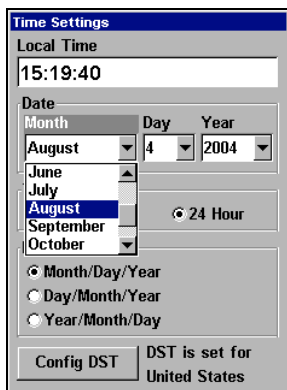 Time Settings
Local Time
15:19:40
Date
Month Day Year
August 4 2004
June
July
August
September
October
24 Hour
Month/Day/Year
Day/Month/Year
Year/Month/Day
Config DST
DST is set for
United States